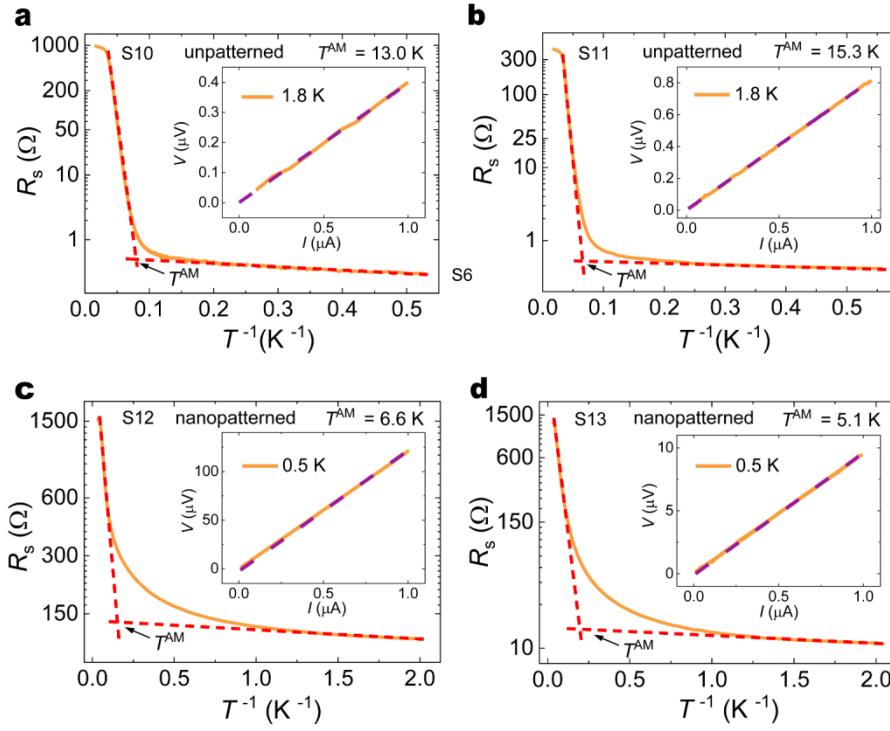 a
S10 unpatterned T^AM = 13.0 K
1000
200
50
10
1
R_s (Ω)
0.4
0.3
0.2
0.1
0.0
V (μV)
1.8 K
0.0 0.5 1.0
I (μA)
T^AM
0.0 0.1 0.2 0.3 0.4 0.5
T^-1 (K^-1)
S6
b
S11 unpatterned T^AM = 15.3 K
300
100
25
10
1
R_s (Ω)
0.8
0.6
0.4
0.2
0.0
V (μV)
1.8 K
0.0 0.5 1.0
I (μA)
T^AM
0.0 0.1 0.2 0.3 0.4 0.5
T^-1 (K^-1)
c
S12 nanopatterned T^AM = 6.6 K
1500
600
300
150
R_s (Ω)
100
50
0
V (μV)
0.5 K
0.0 0.5 1.0
I (μA)
T^AM
0.0 0.5 1.0 1.5 2.0
T^-1 (K^-1)
d
S13 nanopatterned T^AM = 5.1 K
1500
600
150
10
R_s (Ω)
10
5
0
V (μV)
0.5 K
0.0 0.5 1.0
I (μA)
T^AM
0.0 0.5 1.0 1.5 2.0
T^-1 (K^-1)